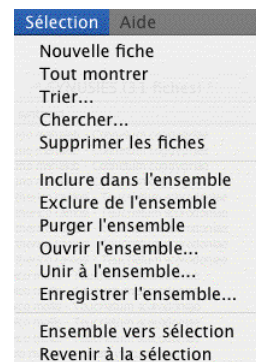 Sélection Aide
Nouvelle fiche
Tout montrer
Trier...
Chercher...
Supprimer les fiches
Inclure dans l'ensemble
Exclure de l'ensemble
Purger l'ensemble
Ouvrir l'ensemble...
Unir à l'ensemble...
Enregistrer l'ensemble...
Ensemble vers sélection
Revenir à la sélection